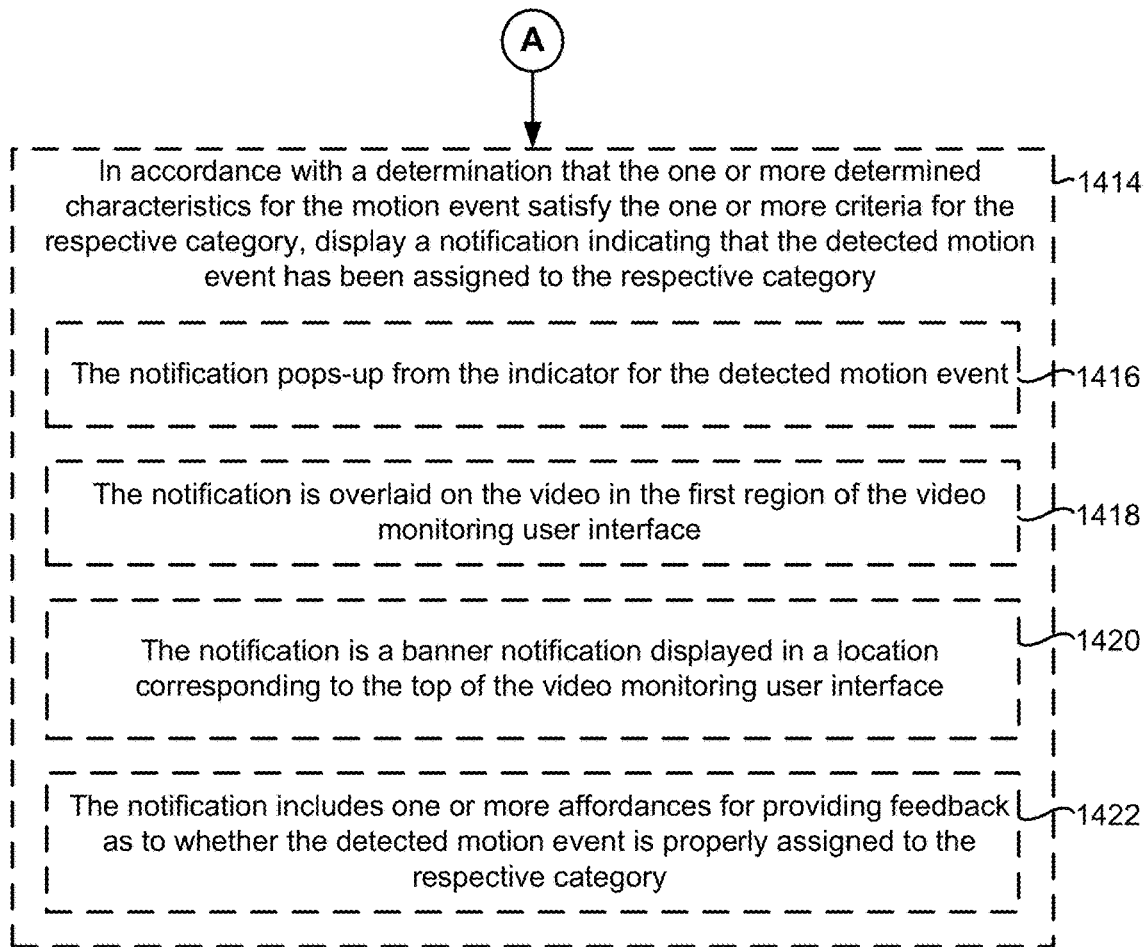 A
In accordance with a determination that the one or more determined
characteristics for the motion event satisfy the one or more criteria for the
respective category, display a notification indicating that the detected motion
event has been assigned to the respective category
1414
The notification pops-up from the indicator for the detected motion event
1416
The notification is overlaid on the video in the first region of the video
monitoring user interface
1418
The notification is a banner notification displayed in a location
corresponding to the top of the video monitoring user interface
1420
The notification includes one or more affordances for providing feedback
as to whether the detected motion event is properly assigned to the
respective category
1422